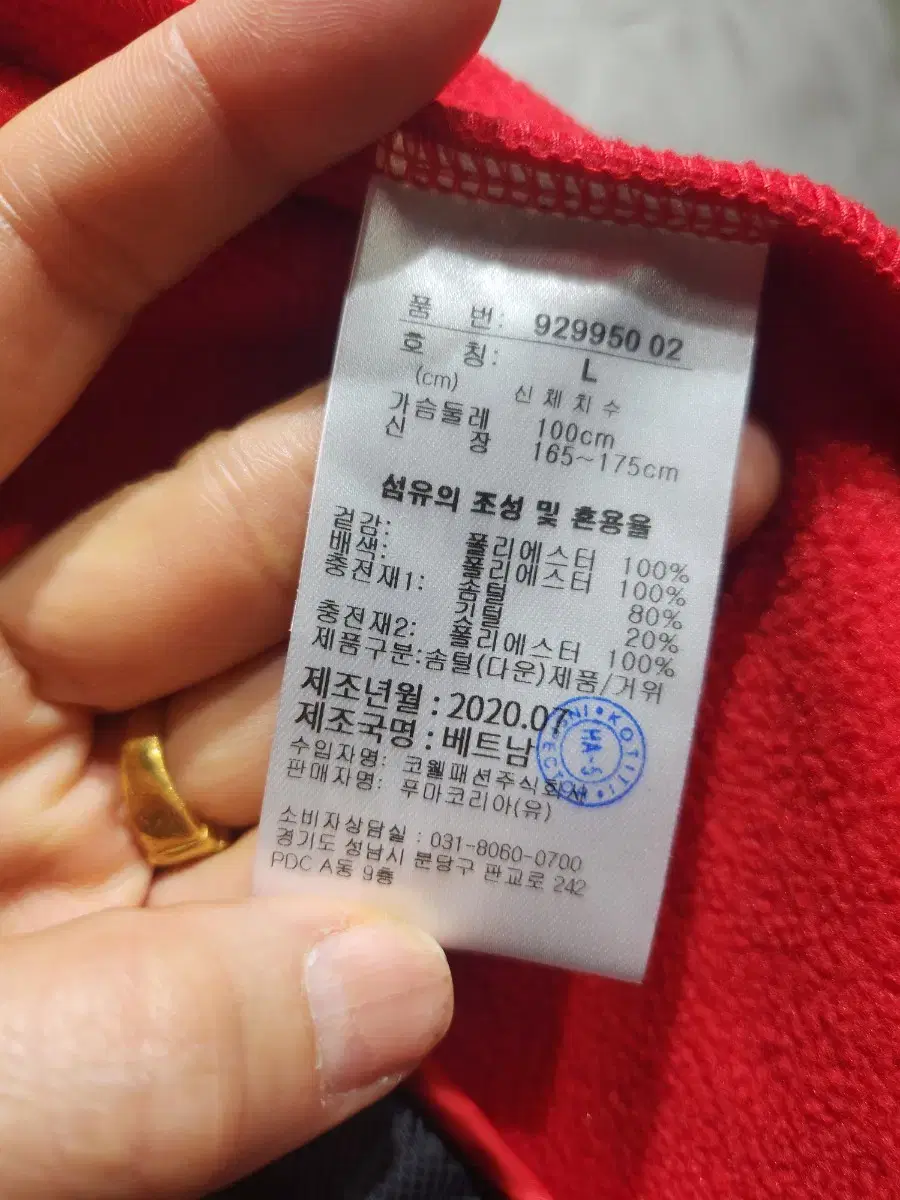 품 번: 929950 02
호 칭: L
(cm) 신체치수
가슴둘레 100cm
신 장 165~175cm
섬유의 조성 및 혼용율
겉감: 폴리에스터 100%
배색: 폴리에스터 100%
충전재1: 솜털 80%
깃털 20%
충전재2: 폴리에스터 100%
제품구분:솜털(다운)제품/거위
제조년월 : 2020.07
제조국명 : 베트남
수입자명: 코웰패션주식회사
판매자명: 푸마코리아(유)
소비자상담실 : 031-8060-0700
경기도 성남시 분당구 판교로 242
PDC A동 9층
KOTITI
INSPECTION
HA-5